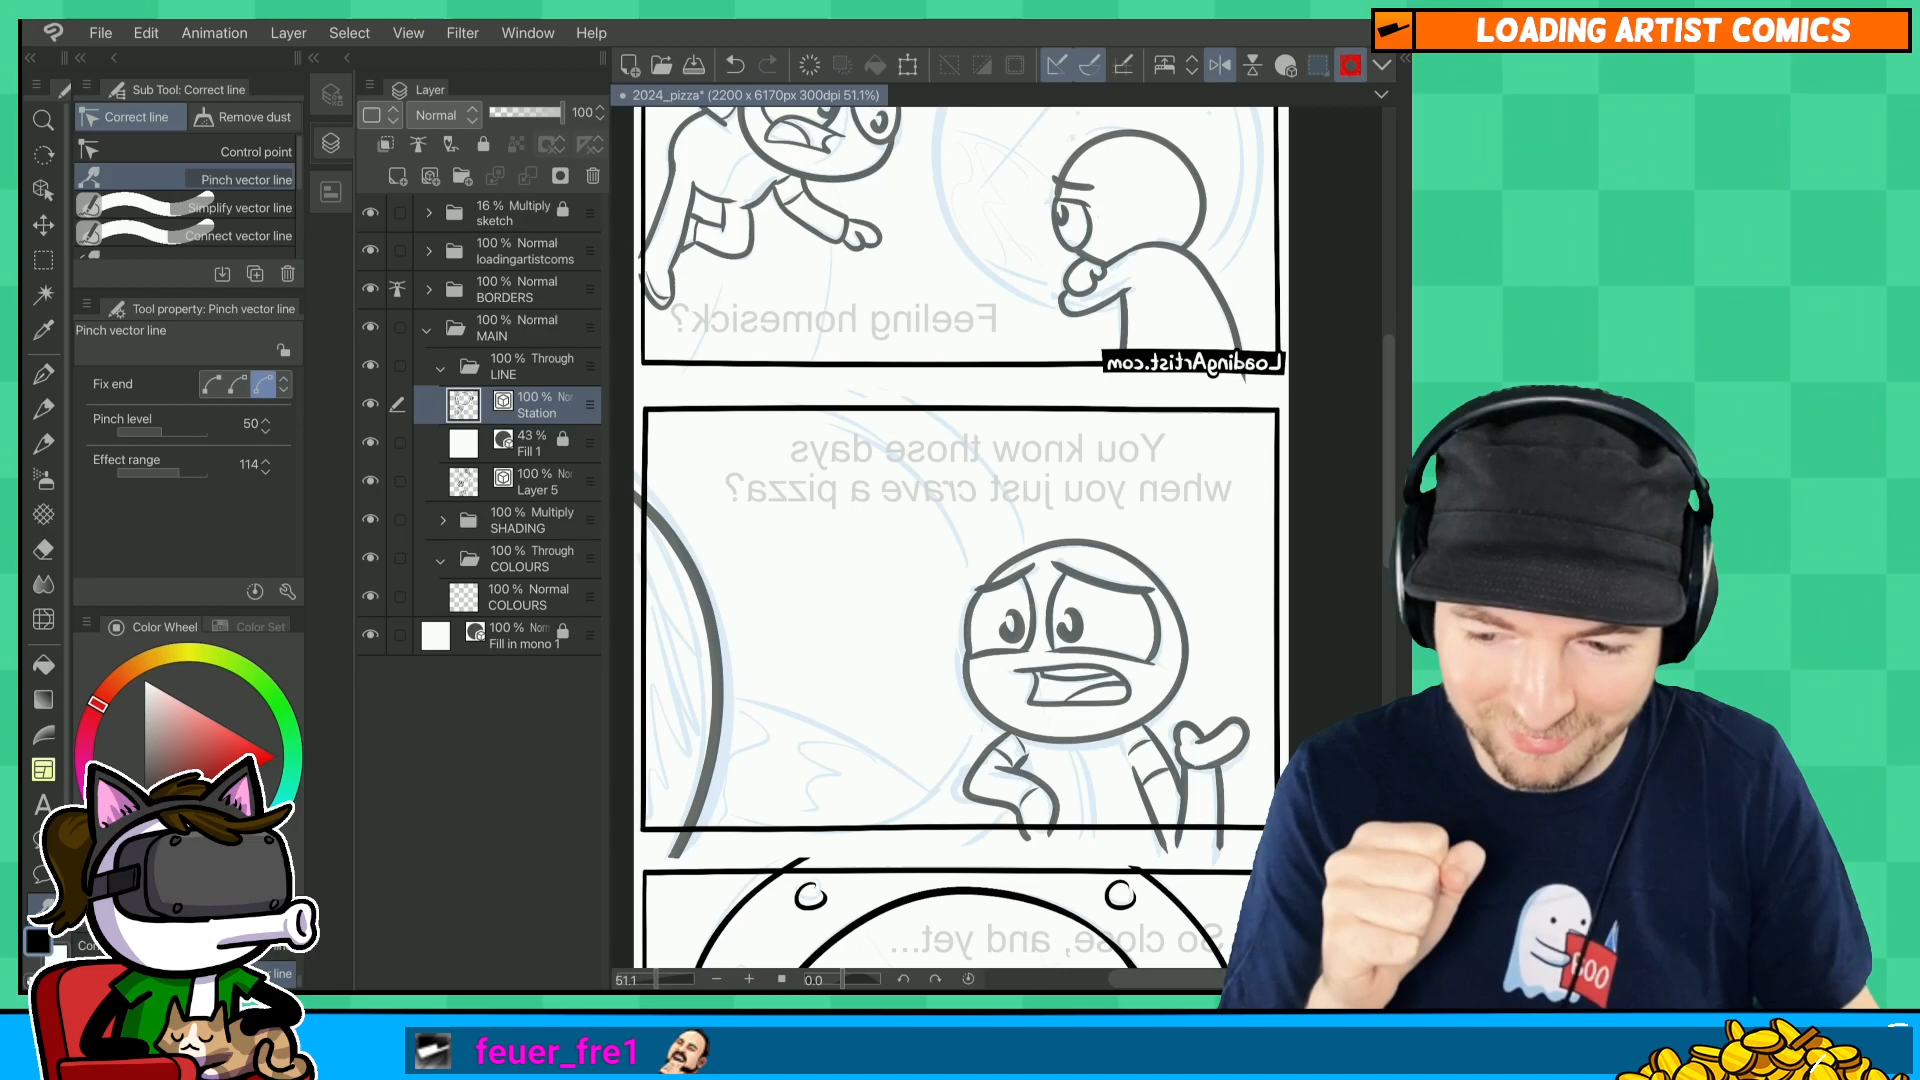 File Edit Animation Layer Select View Filter Window Help
LOADING ARTIST COMICS
Sub Tool: Correct line
Correct line
Remove dust
Control point
Pinch vector line
Simplify vector line
Connect vector line
Tool property: Pinch vector line
Pinch vector line
Fix end
Pinch level 50
Effect range 114
Color Wheel
Color Set
Layer
Normal
100
16 % Multiply
sketch
100 % Normal
loadingartistcoms
100 % Normal
BORDERS
100 % Normal
MAIN
100 % Through
LINE
100 % Nor
Station
43 %
Fill 1
100 % Nor
Layer 5
100 % Multiply
SHADING
100 % Through
COLOURS
100 % Normal
COLOURS
100 % Norn
Fill in mono 1
2024_pizza* (2200 x 6170px 300dpi 51.1%)
Feeling homesick?
LoadingArtist.com
You know those days
when you just crave a pizza?
So close, and yet...
51.1
0.0
Con
line
A
BOO
feuer_fre1